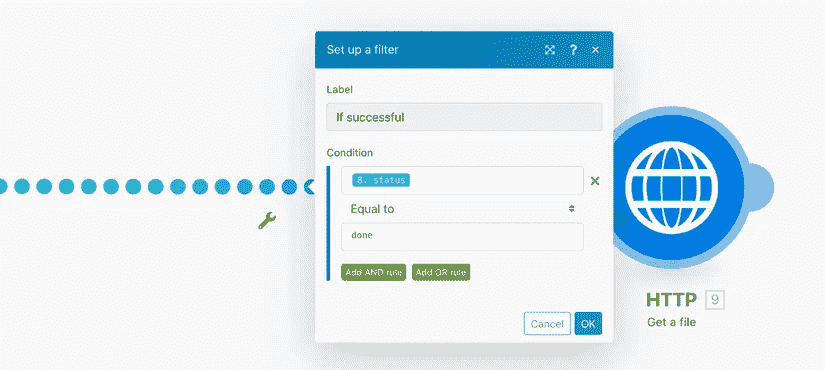 Set up a filter
?
Label
If successful
Condition
8. status
Equal to
done
Add AND rule Add OR rule
Cancel OK
HTTP 9
Get a file